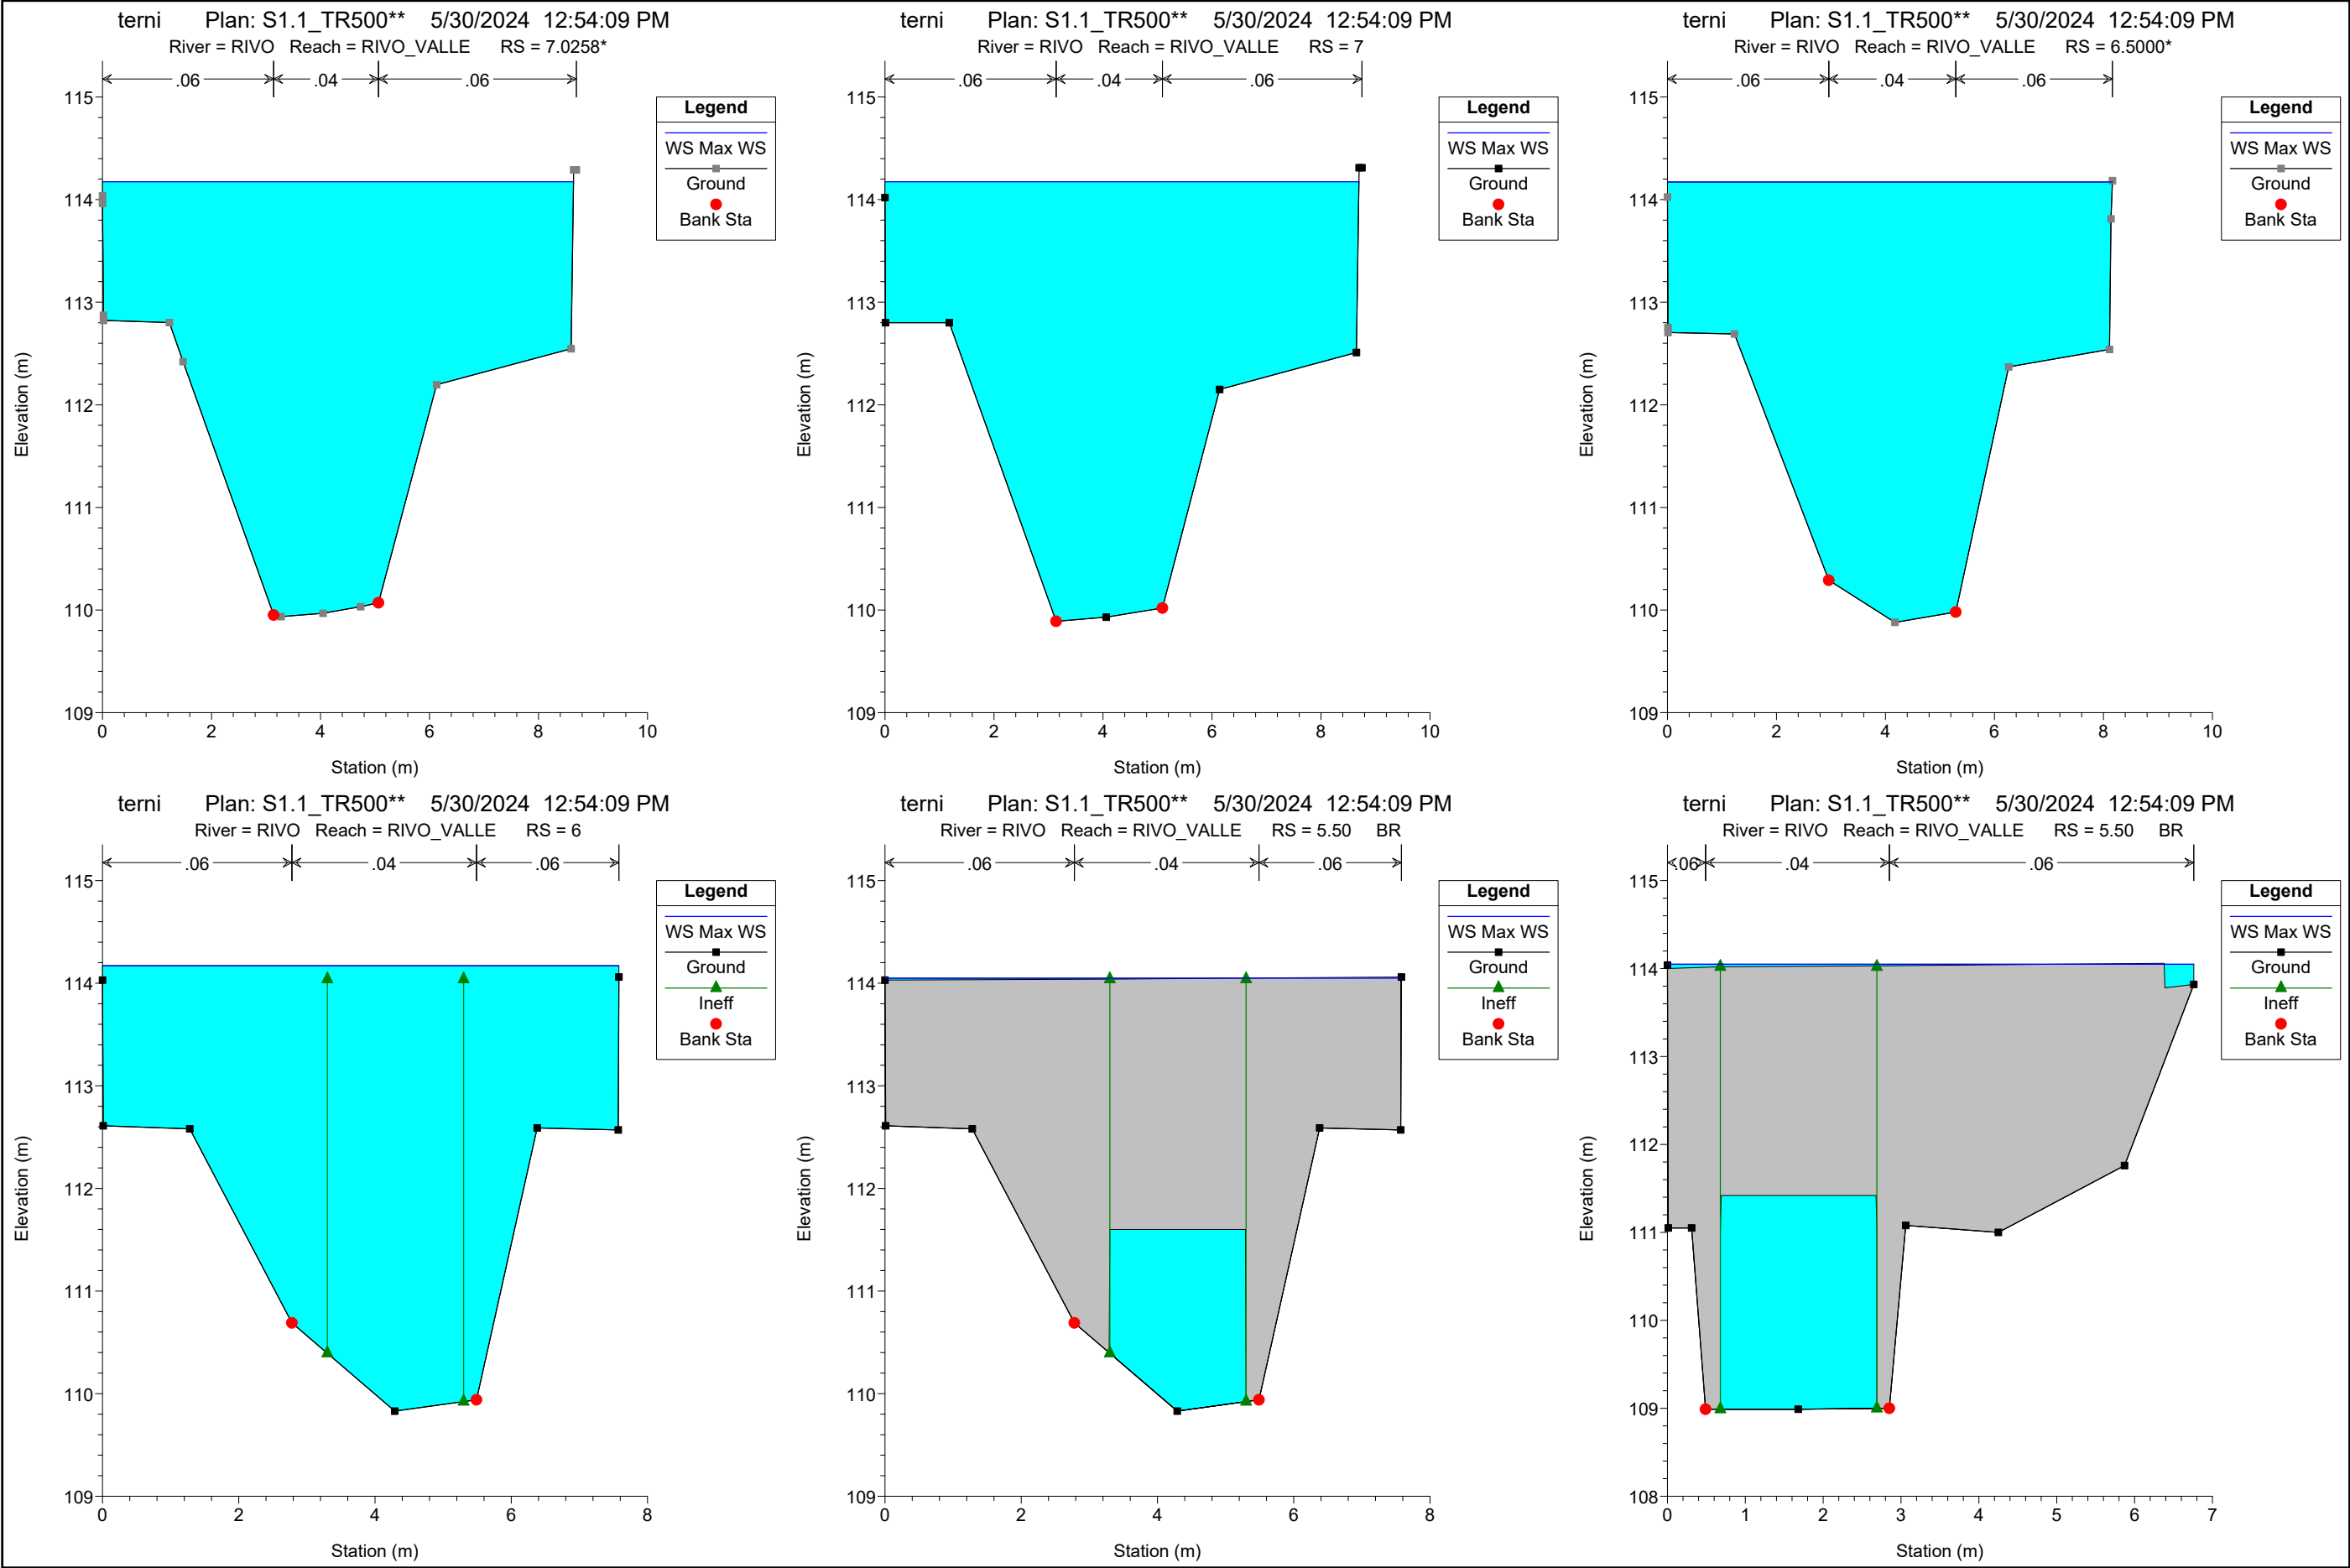 terni Plan: S1.1_TR500** 5/30/2024 12:54:09 PM
River = RIVO Reach = RIVO_VALLE RS = 7.0258*
.06 .04 .06
115
114
113
112
111
110
109
Elevation (m)
0 2 4 6 8 10
Station (m)
Legend
WS Max WS
Ground
Bank Sta
terni Plan: S1.1_TR500** 5/30/2024 12:54:09 PM
River = RIVO Reach = RIVO_VALLE RS = 7
.06 .04 .06
115
114
113
112
111
110
109
Elevation (m)
0 2 4 6 8 10
Station (m)
Legend
WS Max WS
Ground
Bank Sta
terni Plan: S1.1_TR500** 5/30/2024 12:54:09 PM
River = RIVO Reach = RIVO_VALLE RS = 6.5000*
.06 .04 .06
115
114
113
112
111
110
109
Elevation (m)
0 2 4 6 8 10
Station (m)
Legend
WS Max WS
Ground
Bank Sta
terni Plan: S1.1_TR500** 5/30/2024 12:54:09 PM
River = RIVO Reach = RIVO_VALLE RS = 6
.06 .04 .06
115
114
113
112
111
110
109
Elevation (m)
0 2 4 6 8
Station (m)
Legend
WS Max WS
Ground
Ineff
Bank Sta
terni Plan: S1.1_TR500** 5/30/2024 12:54:09 PM
River = RIVO Reach = RIVO_VALLE RS = 5.50 BR
.06 .04 .06
115
114
113
112
111
110
109
Elevation (m)
0 2 4 6 8
Station (m)
Legend
WS Max WS
Ground
Ineff
Bank Sta
terni Plan: S1.1_TR500** 5/30/2024 12:54:09 PM
River = RIVO Reach = RIVO_VALLE RS = 5.50 BR
.06 .04 .06
115
114
113
112
111
110
109
108
Elevation (m)
0 1 2 3 4 5 6 7
Station (m)
Legend
WS Max WS
Ground
Ineff
Bank Sta